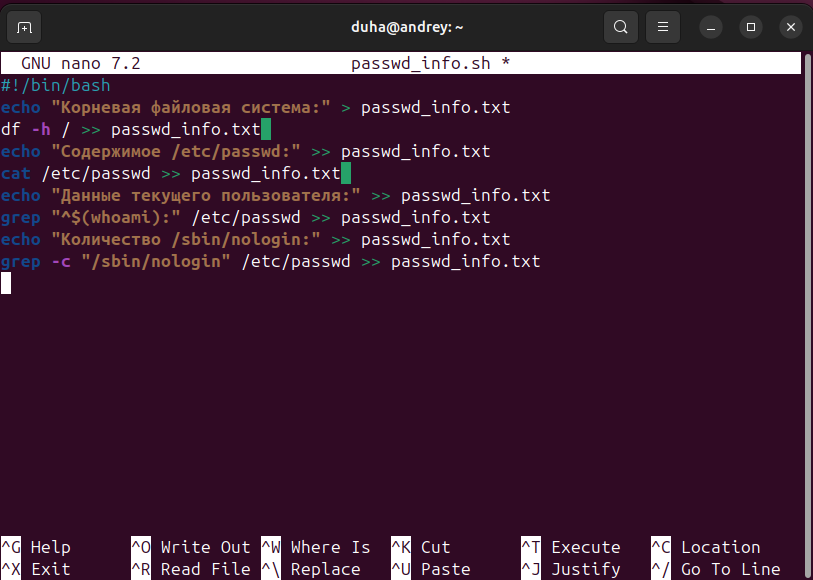 duha@andrey: ~
GNU nano 7.2 passwd_info.sh *
#!/bin/bash
echo "Корневая файловая система:" > passwd_info.txt
df -h / >> passwd_info.txt
echo "Содержимое /etc/passwd:" >> passwd_info.txt
cat /etc/passwd >> passwd_info.txt
echo "Данные текущего пользователя:" >> passwd_info.txt
grep "^$(whoami):" /etc/passwd >> passwd_info.txt
echo "Количество /sbin/nologin:" >> passwd_info.txt
grep -c "/sbin/nologin" /etc/passwd >> passwd_info.txt
^G Help ^O Write Out ^W Where Is ^K Cut ^T Execute ^C Location
^X Exit ^R Read File ^\ Replace ^U Paste ^J Justify ^/ Go To Line